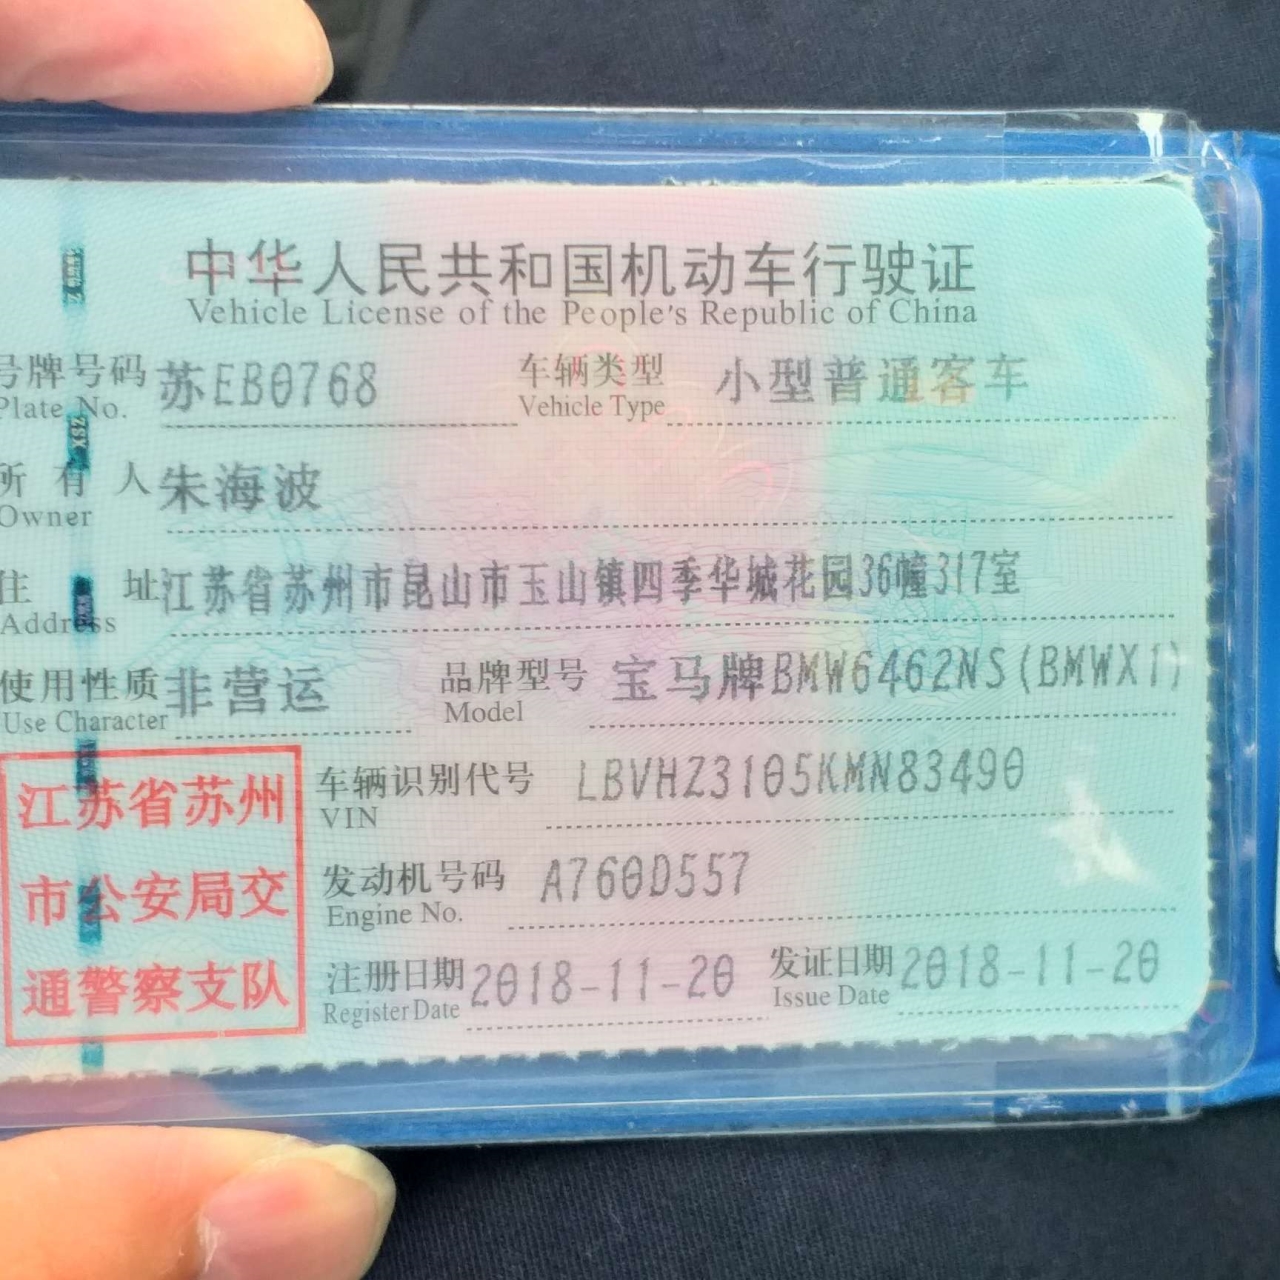 中华人民共和国机动车行驶证
Vehicle License of the People's Republic of China
号牌号码 苏EB0768 车辆类型 小型普通客车
Plate No. Vehicle Type
所有人 朱海波
Owner
住址 江苏省苏州市昆山市玉山镇四季华城花园36幢317室
Address
使用性质 非营运 品牌型号 宝马牌BMW6462NS(BMWX1)
Use Character Model
江苏省苏州
市公安局交
通警察支队
车辆识别代号 LBVHZ3105KMN83490
VIN
发动机号码 A760D557
Engine No.
注册日期 2018-11-20 发证日期 2018-11-20
Register Date Issue Date